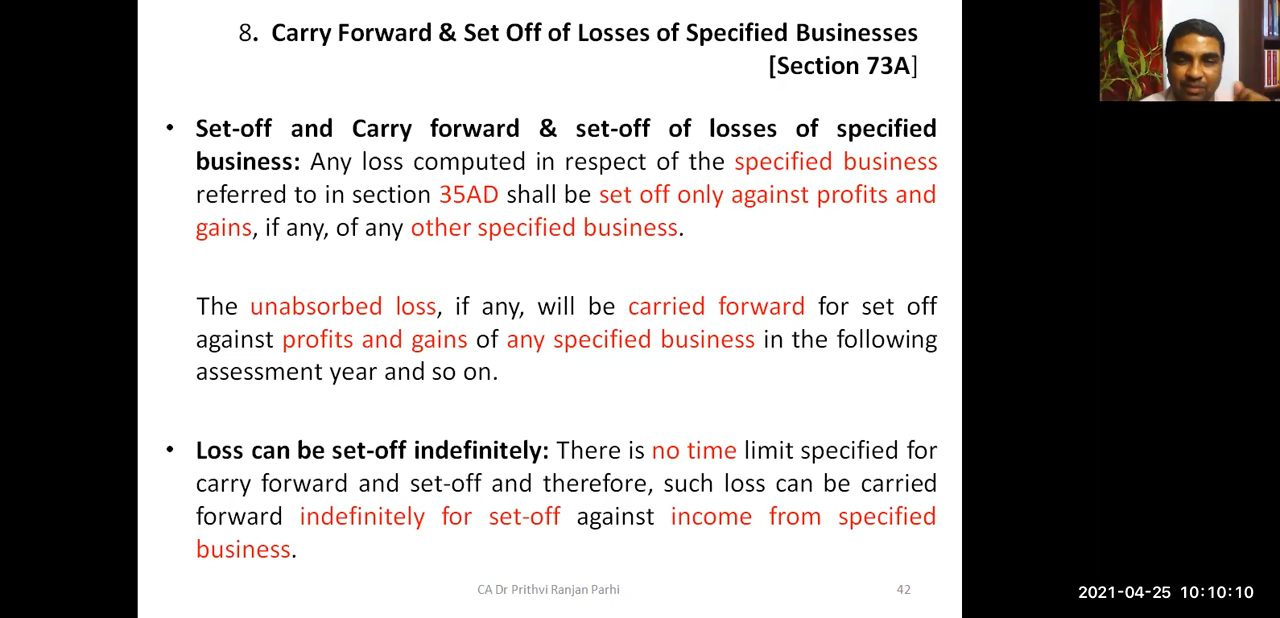 8. Carry Forward & Set Off of Losses of Specified Businesses
[Section 73A]
• Set-off and Carry forward & set-off of losses of specified
business: Any loss computed in respect of the specified business
referred to in section 35AD shall be set off only against profits and
gains, if any, of any other specified business.
The unabsorbed loss, if any, will be carried forward for set off
against profits and gains of any specified business in the following
assessment year and so on.
• Loss can be set-off indefinitely: There is no time limit specified for
carry forward and set-off and therefore, such loss can be carried
forward indefinitely for set-off against income from specified
business.
CA Dr Prithvi Ranjan Parhi
42
2021-04-25 10:10:10